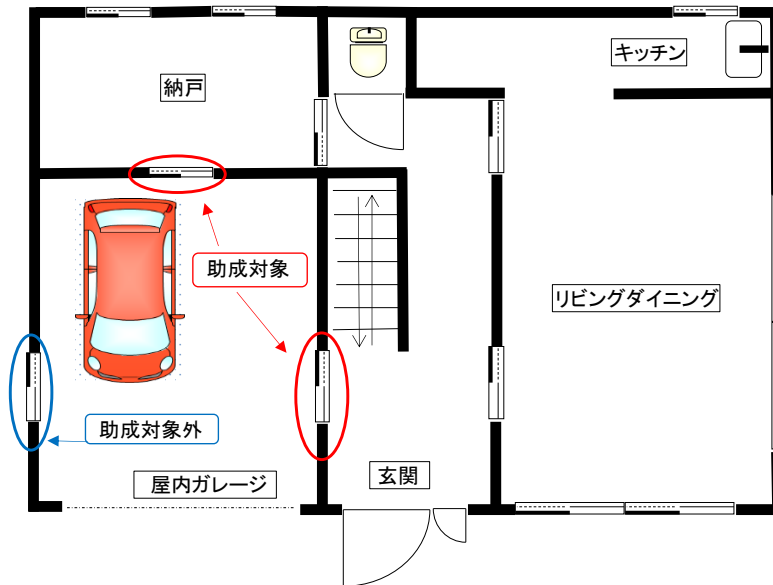 キッチン
納戸
助成対象
リビングダイニング
助成対象外
玄関
屋内ガレージ